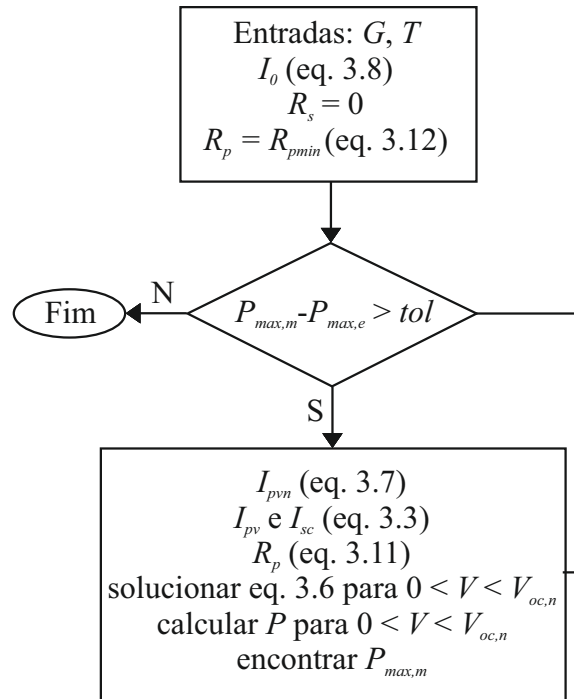 Entradas: G, T
I₀ (eq. 3.8)
Rₛ = 0
Rₚ = Rₚₘᵢₙ (eq. 3.12)
Fim
N
Pmax,m-Pmax,e > tol
S
Ipvn (eq. 3.7)
Ipv e Isc (eq. 3.3)
Rp (eq. 3.11)
solucionar eq. 3.6 para 0 < V < Voc,n
calcular P para 0 < V < Voc,n
encontrar Pmax,m